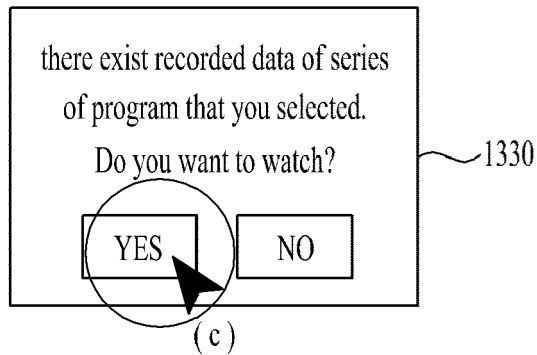 there exist recorded data of series
of program that you selected.
Do you want to watch?
1330
YES NO
(c)